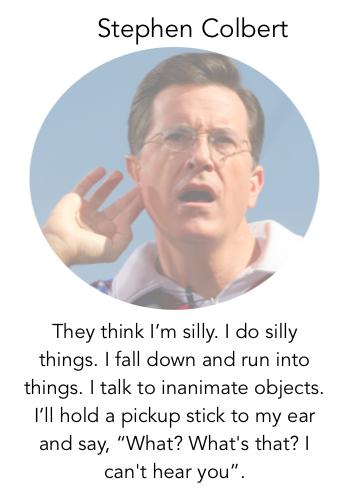 Stephen Colbert
They think I’m silly. I do silly
things. I fall down and run into
things. I talk to inanimate objects.
I’ll hold a pickup stick to my ear
and say, “What? What's that? I
can't hear you”.